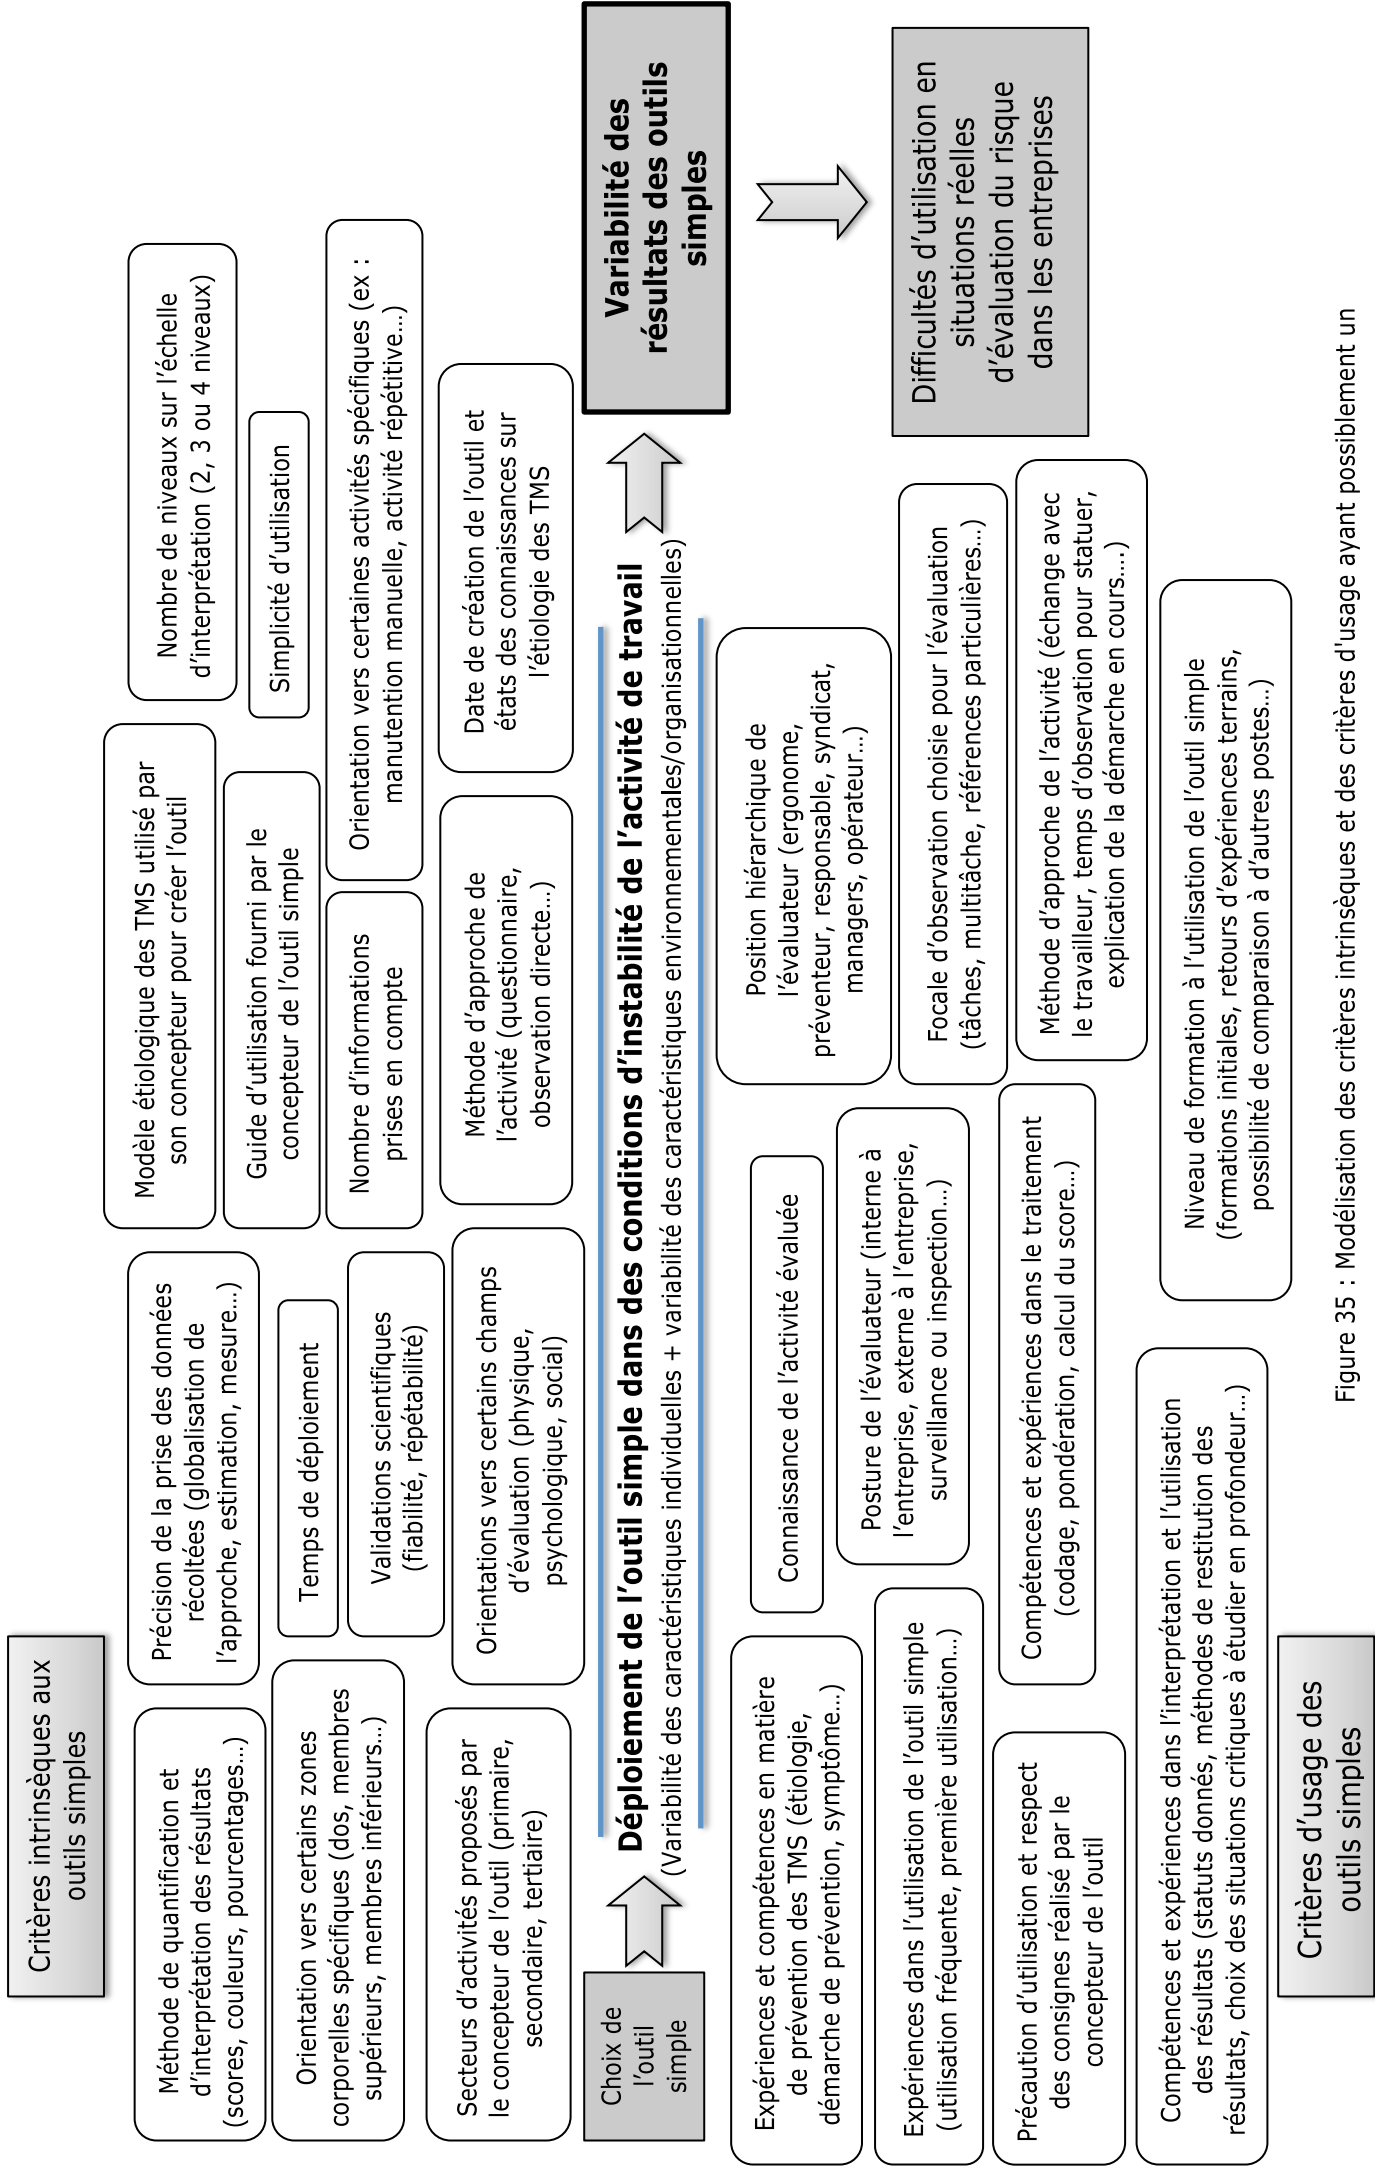 Critères intrinsèques aux
outils simples
Méthode de quantification et
d'interprétation des résultats
(scores, couleurs, pourcentages…)
Précision de la prise des données
récoltées (globalisation de
l'approche, estimation, mesure…)
Modèle étiologique des TMS utilisé par
son concepteur pour créer l'outil
Nombre de niveaux sur l'échelle
d'interprétation (2, 3 ou 4 niveaux)
Orientation vers certains zones
corporelles spécifiques (dos, membres
supérieurs, membres inférieurs…)
Temps de déploiement
Guide d'utilisation fourni par le
concepteur de l'outil simple
Simplicité d'utilisation
Validations scientifiques
(fiabilité, répétabilité)
Nombre d'informations
prises en compte
Orientation vers certaines activités spécifiques (ex :
manutention manuelle, activité répétitive…)
Secteurs d'activités proposés par
le concepteur de l'outil (primaire,
secondaire, tertiaire)
Orientations vers certains champs
d'évaluation (physique,
psychologique, social)
Méthode d'approche de
l'activité (questionnaire,
observation directe…)
Date de création de l'outil et
états des connaissances sur
l'étiologie des TMS
Choix de
l'outil
simple
Déploiement de l'outil simple dans des conditions d'instabilité de l'activité de travail
(Variabilité des caractéristiques individuelles + variabilité des caractéristiques environnementales/organisationnelles)
Variabilité des
résultats des outils
simples
Difficultés d'utilisation en
situations réelles
d'évaluation du risque
dans les entreprises
Expériences et compétences en matière
de prévention des TMS (étiologie,
démarche de prévention, symptôme…)
Connaissance de l'activité évaluée
Position hiérarchique de
l'évaluateur (ergonome,
préventeur, responsable, syndicat,
managers, opérateur…)
Posture de l'évaluateur (interne à
l'entreprise, externe à l'entreprise,
surveillance ou inspection…)
Expériences dans l'utilisation de l'outil simple
(utilisation fréquente, première utilisation…)
Focale d'observation choisie pour l'évaluation
(tâches, multitâche, références particulières…)
Précaution d'utilisation et respect
des consignes réalisé par le
concepteur de l'outil
Compétences et expériences dans le traitement
(codage, pondération, calcul du score…)
Méthode d'approche de l'activité (échange avec
le travailleur, temps d'observation pour statuer,
explication de la démarche en cours….)
Compétences et expériences dans l'interprétation et l'utilisation
des résultats (statuts donnés, méthodes de restitution des
résultats, choix des situations critiques à étudier en profondeur…)
Niveau de formation à l'utilisation de l'outil simple
(formations initiales, retours d'expériences terrains,
possibilité de comparaison à d'autres postes…)
Critères d'usage des
outils simples
Figure 35 : Modélisation des critères intrinsèques et des critères d'usage ayant possiblement un